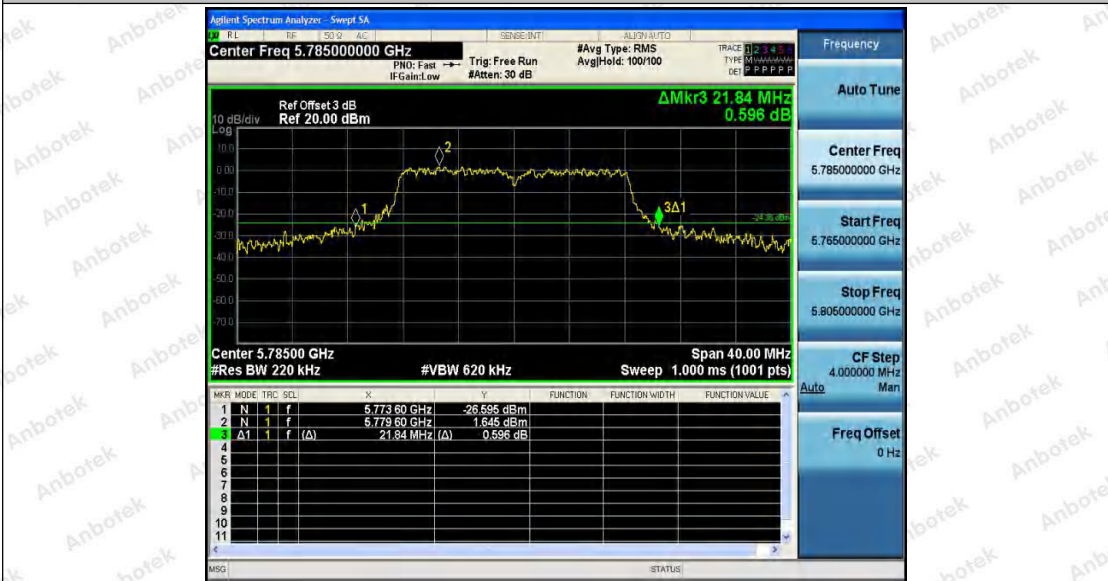 Agilent Spectrum Analyzer - Swept SA
RL RF 50 Ω AC SENSE:INT ALIGN AUTO
Center Freq 5.785000000 GHz
PNO: Fast
IFGain:Low
Trig: Free Run
#Atten: 30 dB
#Avg Type: RMS
Avg|Hold: 100/100
TRACE 1 2 3 4 5 6
TYPE M
DET P P P P P P
ΔMkr3 21.84 MHz
0.596 dB
Ref Offset 3 dB
10 dB/div Ref 20.00 dBm
Log
10.0
0.00
-10.0
-20.0
-30.0
-40.0
-50.0
-60.0
-70.0
1
2
3Δ1
Center 5.78500 GHz Span 40.00 MHz
#Res BW 220 kHz #VBW 620 kHz Sweep 1.000 ms (1001 pts)
MKR MODE TRC SCL X Y FUNCTION FUNCTION WIDTH FUNCTION VALUE
1 N 1 f 5.773 60 GHz -26.595 dBm
2 N 1 f 5.779 60 GHz 1.645 dBm
3 Δ1 1 f (Δ) 21.84 MHz (Δ) 0.596 dB
4
5
6
7
8
9
10
11
MSG STATUS
Frequency
Auto Tune
Center Freq
5.785000000 GHz
Start Freq
5.765000000 GHz
Stop Freq
5.805000000 GHz
CF Step
4.000000 MHz
Auto Man
Freq Offset
0 Hz
Anbotek